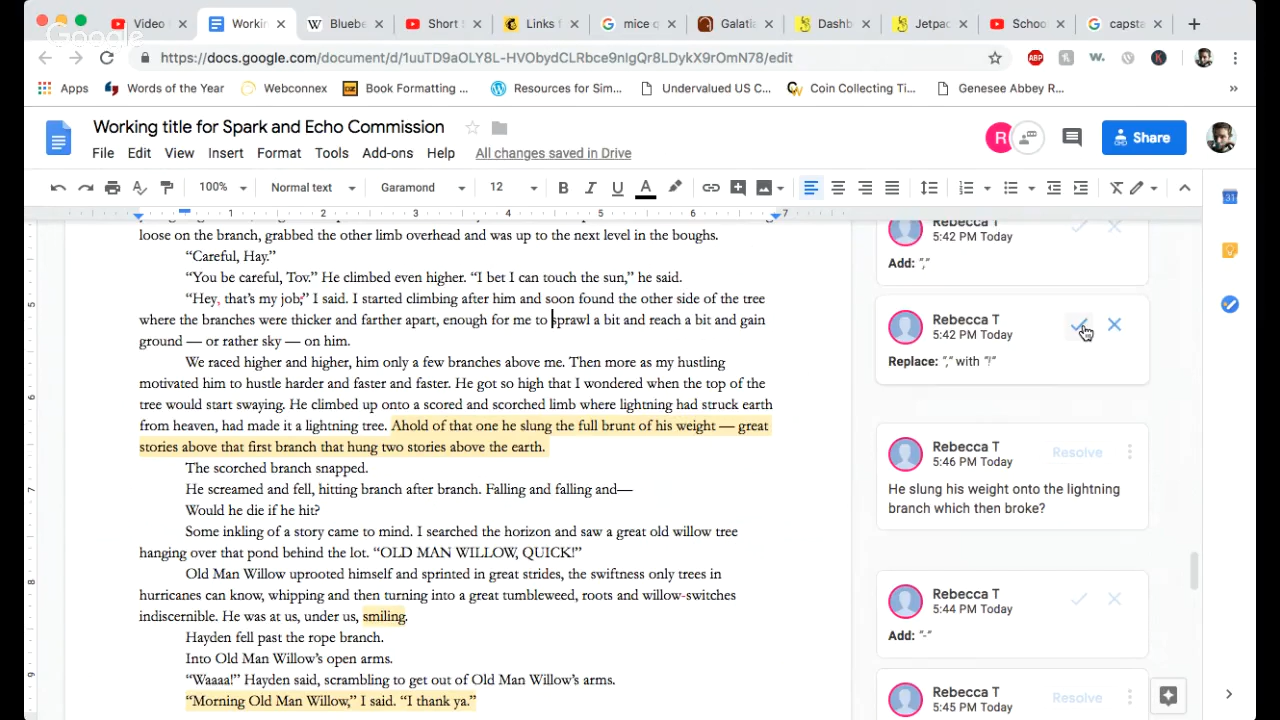 Video
Workin
Bluebe
Short S
Links f
mice a
Galatia
Dashb
Jetpac
Schoo
capsta
Google
https://docs.google.com/document/d/1uuTD9aOLY8L-HVObydCLRbce9nIgQr8LDykX9rOmN78/edit
ABP
w.
K
Apps
Words of the Year
Webconnex
Book Formatting ...
Resources for Sim...
Undervalued US C...
Coin Collecting Ti...
Genesee Abbey R...
»
Working title for Spark and Echo Commission
R
Share
File Edit View Insert Format Tools Add-ons Help All changes saved in Drive
100% Normal text Garamond 12 B I U A
1 2 3 4 5 6 7
31
loose on the branch, grabbed the other limb overhead and was up to the next level in the boughs.
“Careful, Hay.”
“You be careful, Tov.” He climbed even higher. “I bet I can touch the sun,” he said.
“Hey, that’s my job,!” I said. I started climbing after him and soon found the other side of the tree
where the branches were thicker and farther apart, enough for me to sprawl a bit and reach a bit and gain
ground — or rather sky — on him.
We raced higher and higher, him only a few branches above me. Then more as my hustling
motivated him to hustle harder and faster and faster. He got so high that I wondered when the top of the
tree would start swaying. He climbed up onto a scored and scorched limb where lightning had struck earth
from heaven, had made it a lightning tree. Ahold of that one he slung the full brunt of his weight — great
stories above that first branch that hung two stories above the earth.
The scorched branch snapped.
He screamed and fell, hitting branch after branch. Falling and falling and—
Would he die if he hit?
Some inkling of a story came to mind. I searched the horizon and saw a great old willow tree
hanging over that pond behind the lot. “OLD MAN WILLOW, QUICK!”
Old Man Willow uprooted himself and sprinted in great strides, the swiftness only trees in
hurricanes can know, whipping and then turning into a great tumbleweed, roots and willow-switches
indiscernible. He was at us, under us, smiling.
Hayden fell past the rope branch.
Into Old Man Willow’s open arms.
“Waaa!” Hayden said, scrambling to get out of Old Man Willow’s arms.
“Morning Old Man Willow,” I said. “I thank ya.”
5
6
7
8
9
Rebecca T
5:42 PM Today
Add: ","
Rebecca T
5:42 PM Today
Replace: "," with "!"
Rebecca T
5:46 PM Today
Resolve
He slung his weight onto the lightning
branch which then broke?
Rebecca T
5:44 PM Today
Add: "-"
Rebecca T
5:45 PM Today
Resolve